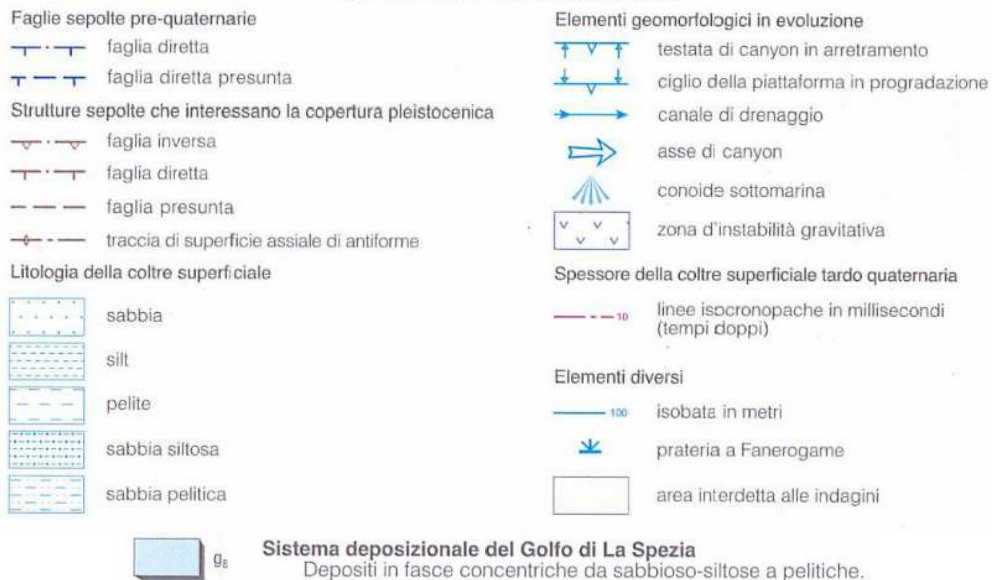 Faglie sepolte pre-quaternarie
faglia diretta
faglia diretta presunta
Strutture sepolte che interessano la copertura pleistocenica
faglia inversa
faglia diretta
faglia presunta
traccia di superficie assiale di antiforme
Litologia della coltre superficiale
sabbia
silt
pelite
sabbia siltosa
sabbia pelitica
Elementi geomorfologici in evoluzione
testata di canyon in arretramento
ciglio della piattaforma in progradazione
canale di drenaggio
asse di canyon
conoide sottomarina
zona d'instabilità gravitativa
Spessore della coltre superficiale tardo quaternaria
10 linee isocronopache in millisecondi
(tempi doppi)
Elementi diversi
100 isobata in metri
prateria a Fanerogame
area interdetta alle indagini
g8 Sistema deposizionale del Golfo di La Spezia
Depositi in fasce concentriche da sabbioso-siltose a pelitiche.